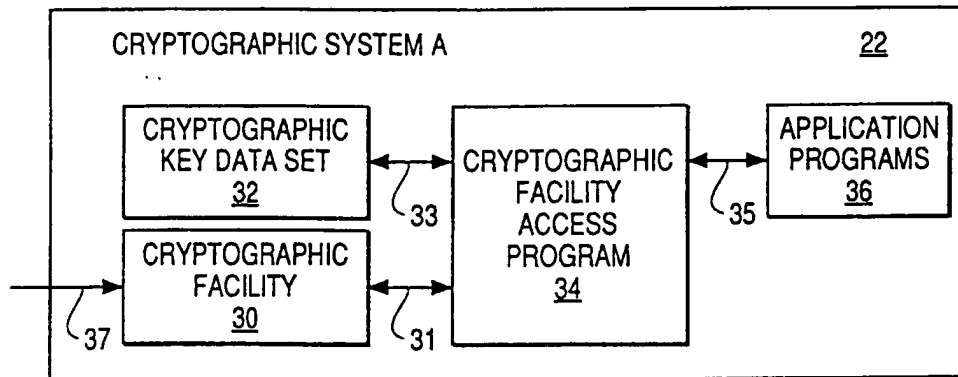 CRYPTOGRAPHIC SYSTEM A
22
CRYPTOGRAPHIC
KEY DATA SET
32
33
CRYPTOGRAPHIC
FACILITY
30
31
37
CRYPTOGRAPHIC
FACILITY
ACCESS
PROGRAM
34
35
APPLICATION
PROGRAMS
36